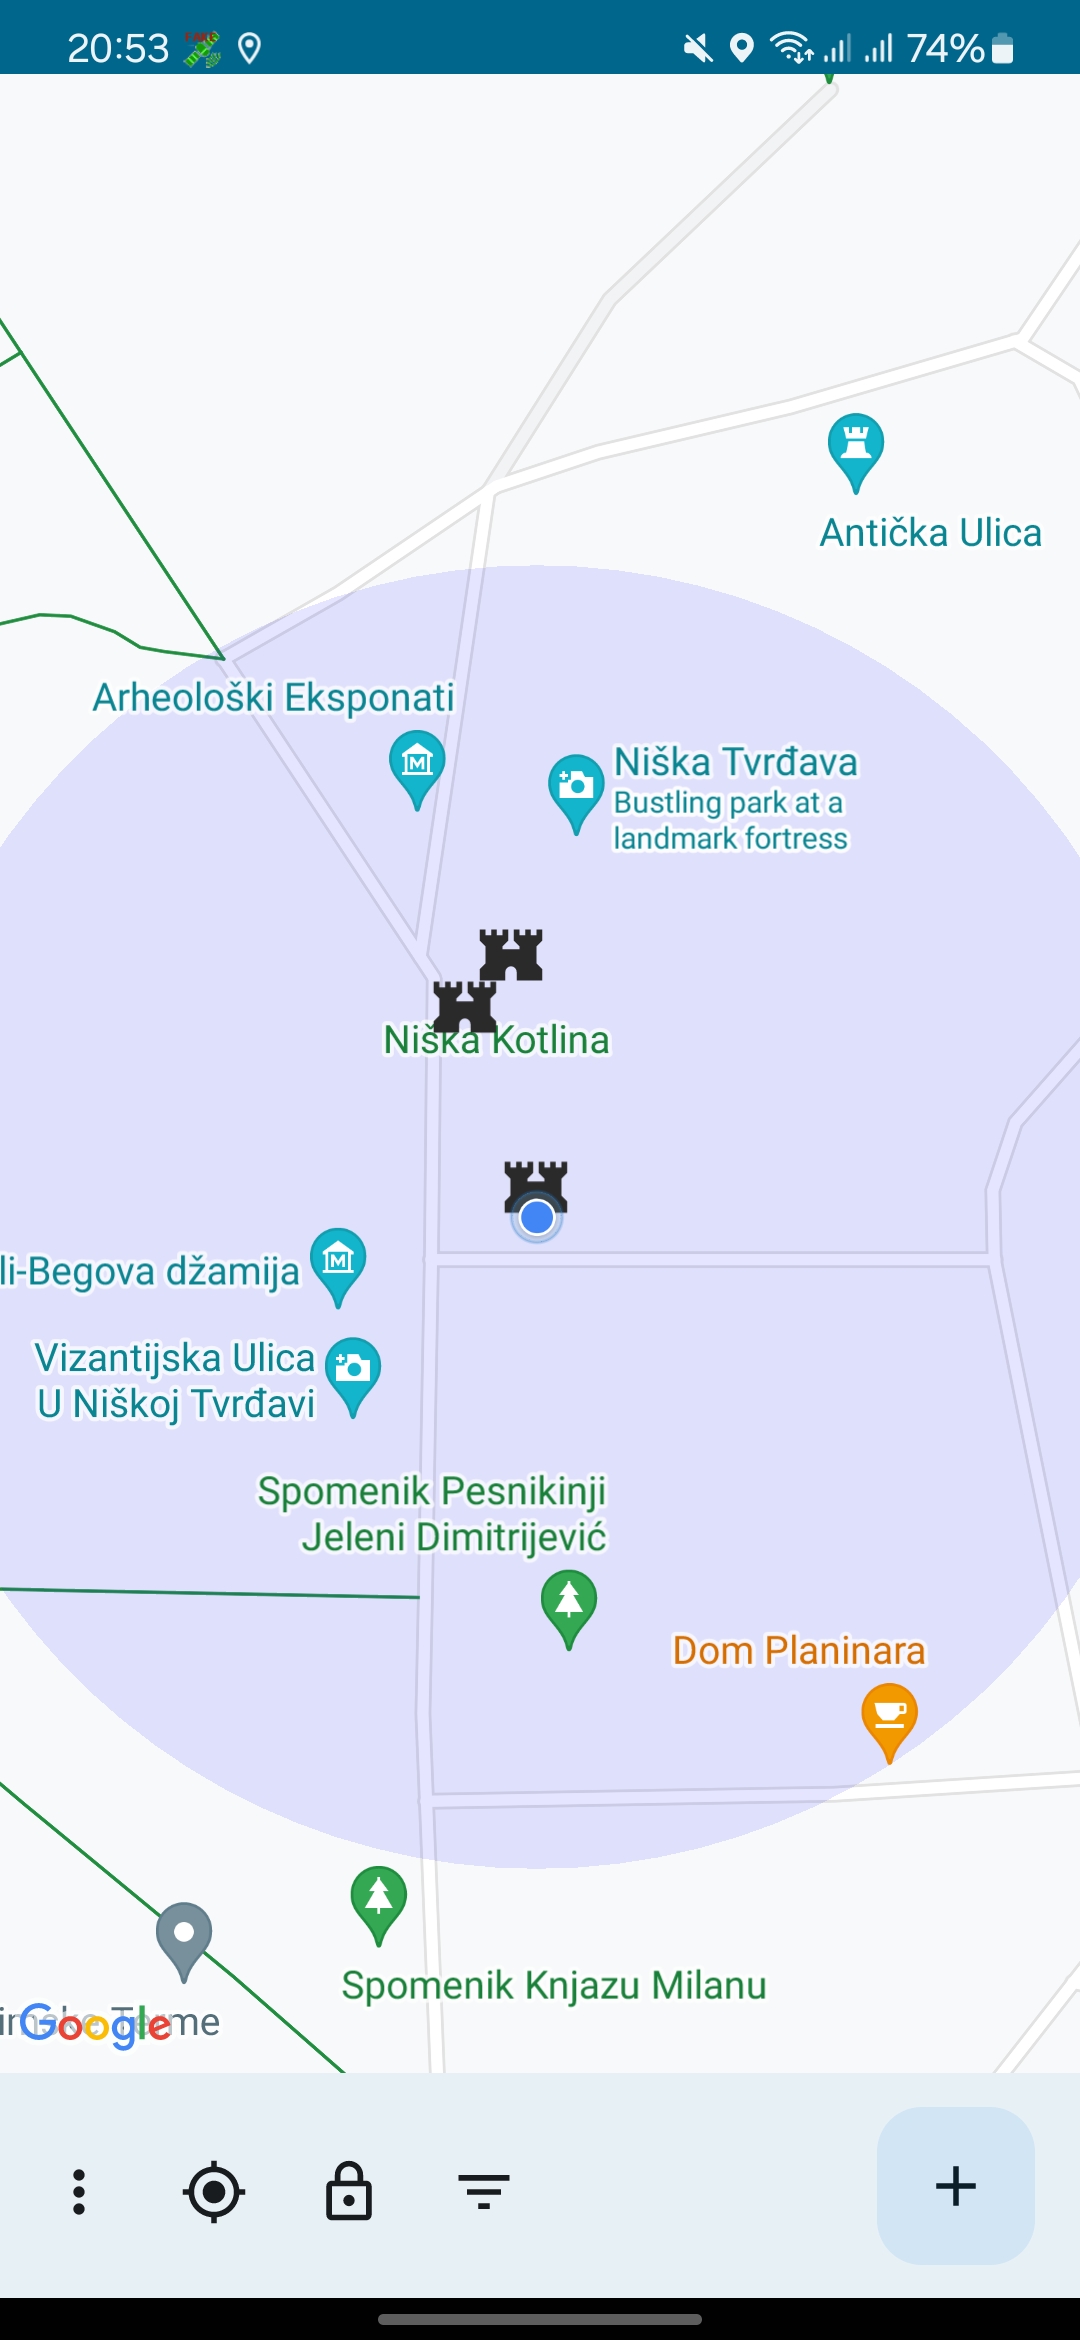 20:53
FAKE
74%
Antička Ulica
Arheološki Eksponati
Niška Tvrđava
Bustling park at a
landmark fortress
Niška Kotlina
li-Begova džamija
Vizantijska Ulica
U Niškoj Tvrđavi
Spomenik Pesnikinji
Jeleni Dimitrijević
Dom Planinara
Spomenik Knjazu Milanu
Google